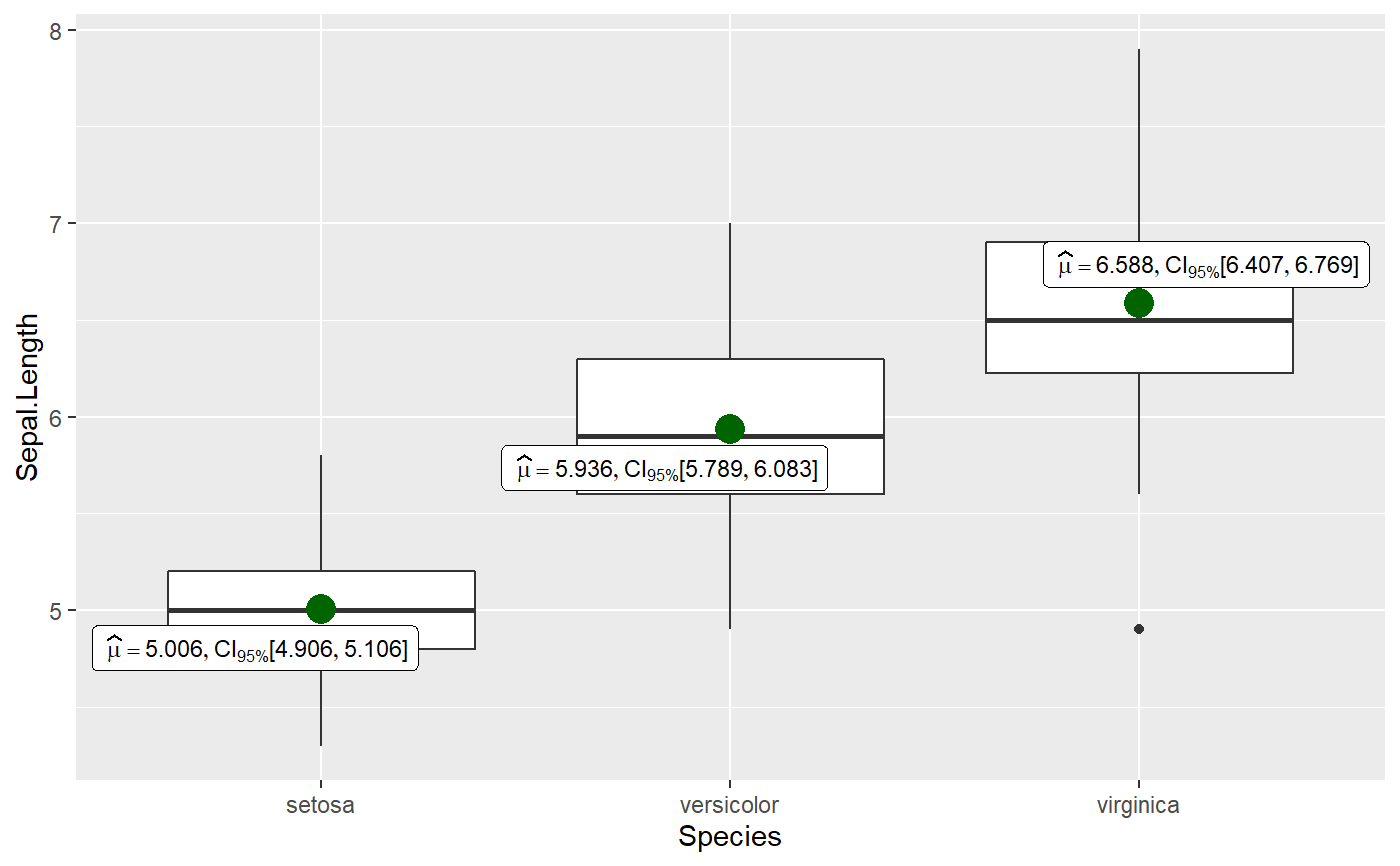 8
7
6
5
Sepal.Length
μ̂ = 6.588, CI95%[6.407, 6.769]
μ̂ = 5.936, CI95%[5.789, 6.083]
μ̂ = 5.006, CI95%[4.906, 5.106]
setosa versicolor virginica
Species